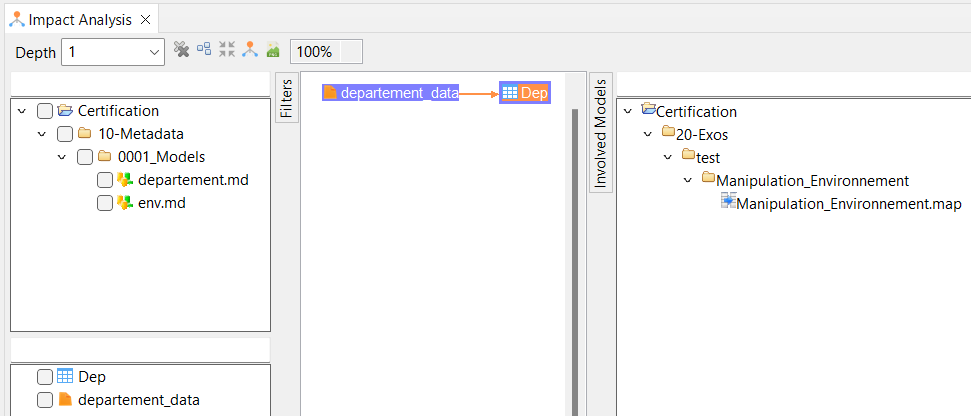 Impact Analysis
Depth 1 100%
Certification
10-Metadata
0001_Models
departement.md
env.md
Dep
departement_data
Filters
departement_data Dep
Involved Models
Certification
20-Exos
test
Manipulation_Environnement
Manipulation_Environnement.map